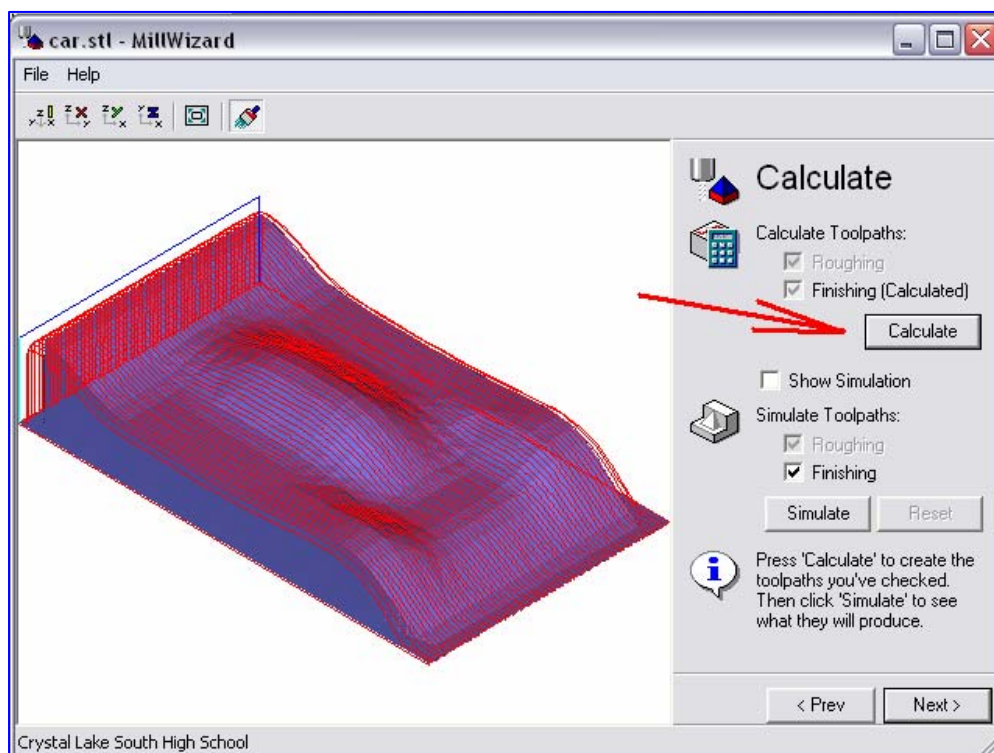 car.stl - MillWizard
File Help
Calculate
Calculate Toolpaths:
Roughing
Finishing (Calculated)
Calculate
Show Simulation
Simulate Toolpaths:
Roughing
Finishing
Simulate Reset
Press 'Calculate' to create the
toolpaths you've checked.
Then click 'Simulate' to see
what they will produce.
< Prev Next >
Crystal Lake South High School